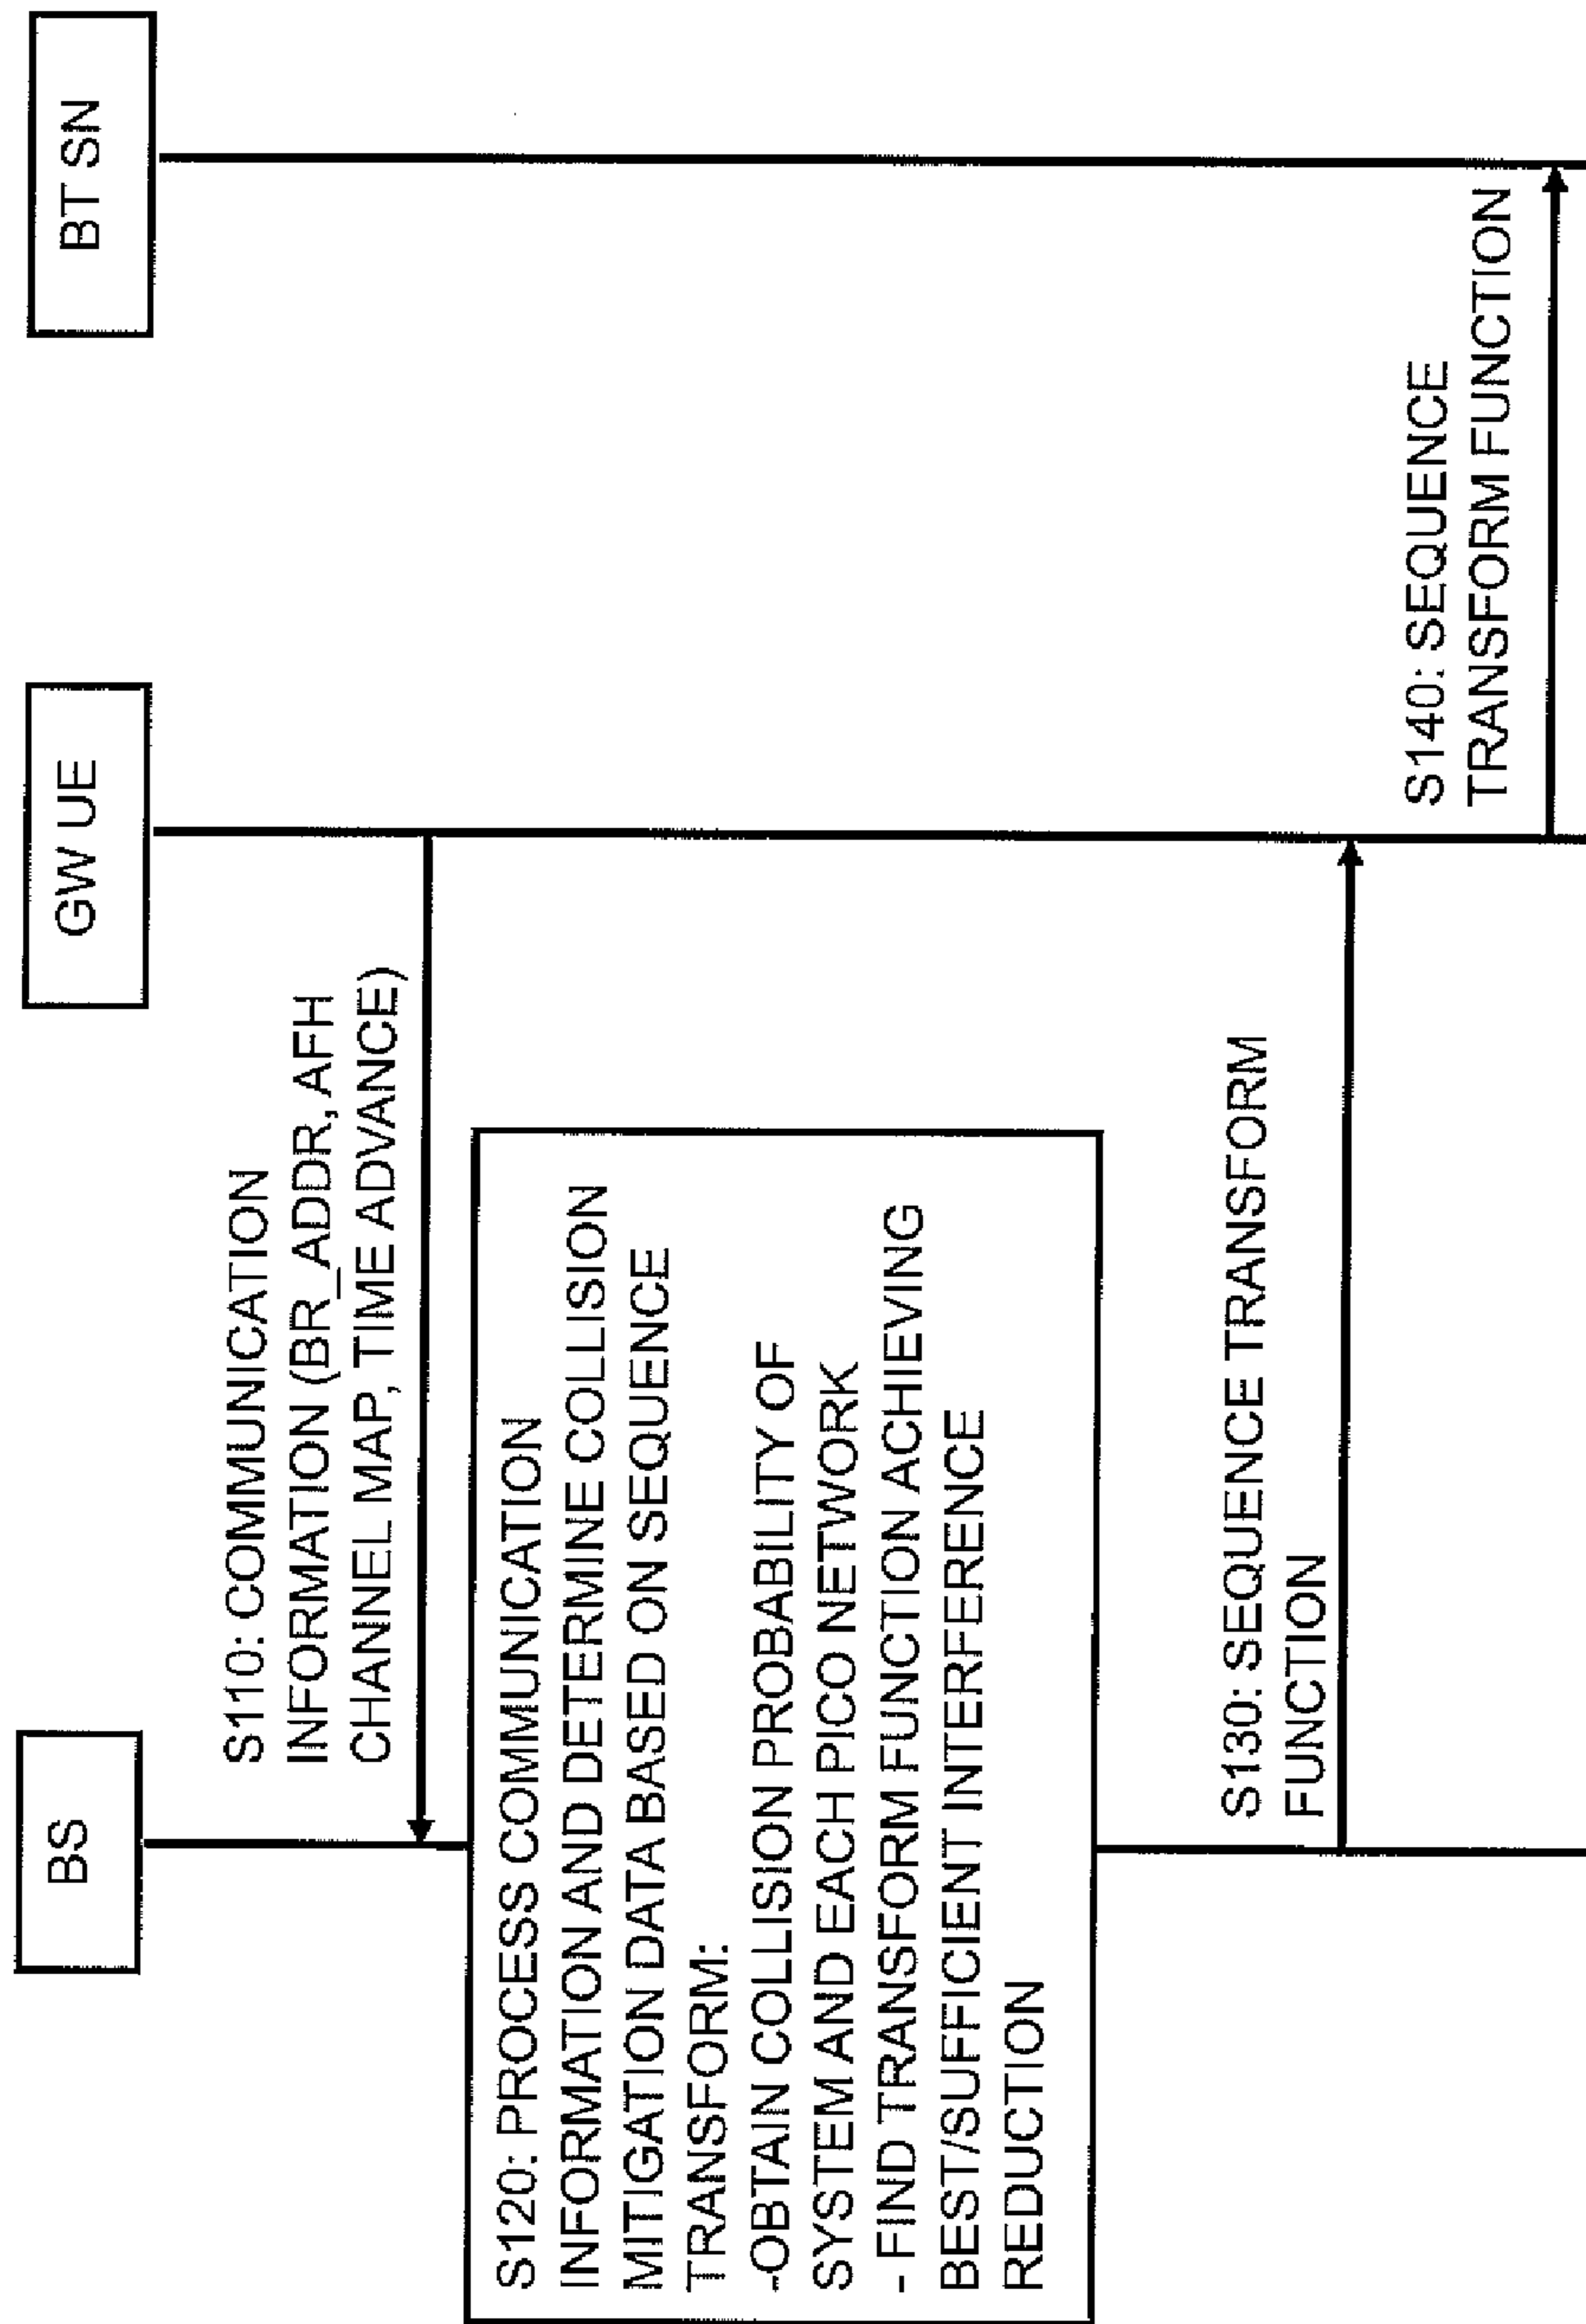 BS
GW UE
BT SN
S110: COMMUNICATION
INFORMATION (BR_ADDR, AFH
CHANNEL MAP, TIME ADVANCE)
S120: PROCESS COMMUNICATION
INFORMATION AND DETERMINE COLLISION
MITIGATION DATA BASED ON SEQUENCE
TRANSFORM:
-OBTAIN COLLISION PROBABILITY OF
SYSTEM AND EACH PICO NETWORK
- FIND TRANSFORM FUNCTION ACHIEVING
BEST/SUFFICIENT INTERFERENCE
REDUCTION
S130: SEQUENCE TRANSFORM
FUNCTION
S140: SEQUENCE
TRANSFORM FUNCTION